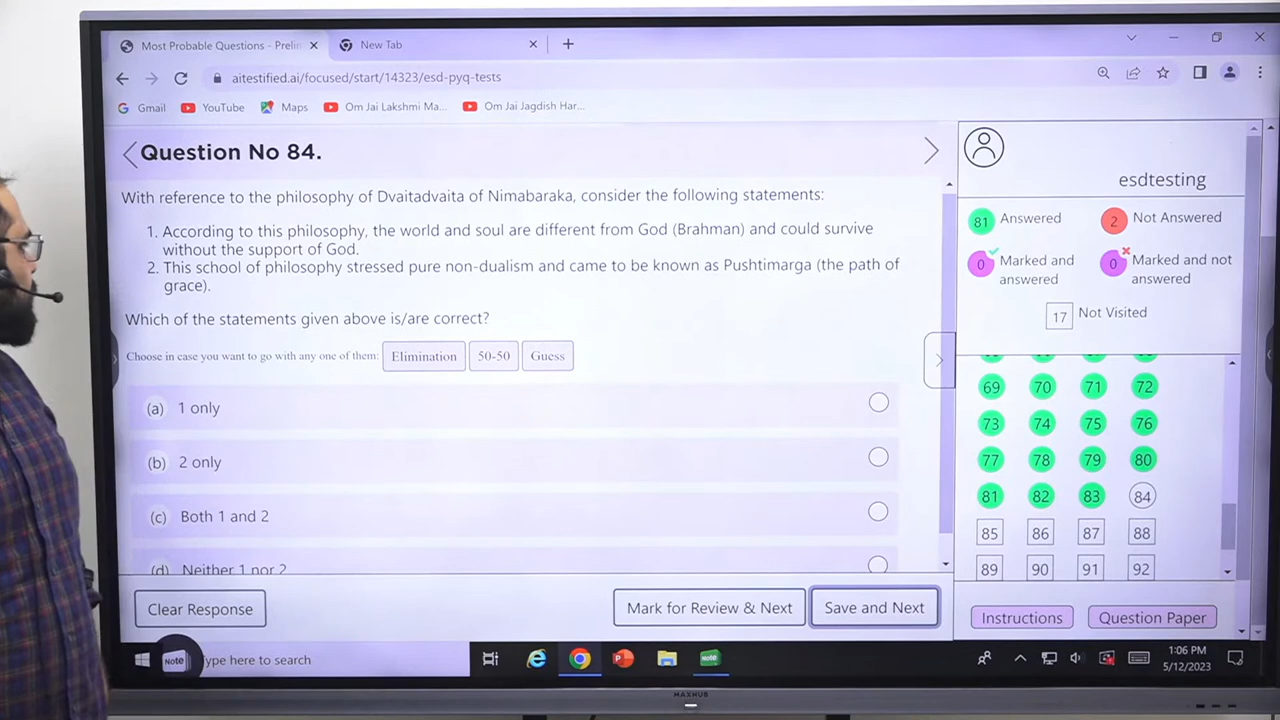 Most Probable Questions - Prelin
New Tab
aitestified.ai/focused/start/14323/esd-pyq-tests
Gmail
YouTube
Maps
Om Jai Lakshmi Ma...
Om Jai Jagdish Har...
Question No 84.
With reference to the philosophy of Dvaitadvaita of Nimabaraka, consider the following statements:
1. According to this philosophy, the world and soul are different from God (Brahman) and could survive
without the support of God.
2. This school of philosophy stressed pure non-dualism and came to be known as Pushtimarga (the path of
grace).
Which of the statements given above is/are correct?
Choose in case you want to go with any one of them: Elimination 50-50 Guess
(a) 1 only
(b) 2 only
(c) Both 1 and 2
(d) Neither 1 nor 2
Clear Response
Mark for Review & Next
Save and Next
esdtesting
81 Answered
2 Not Answered
0 Marked and
answered
0 Marked and not
answered
17 Not Visited
69 70 71 72
73 74 75 76
77 78 79 80
81 82 83 84
85 86 87 88
89 90 91 92
Instructions
Question Paper
Note
ype here to search
note
1:06 PM
5/12/2023
MAXHUB